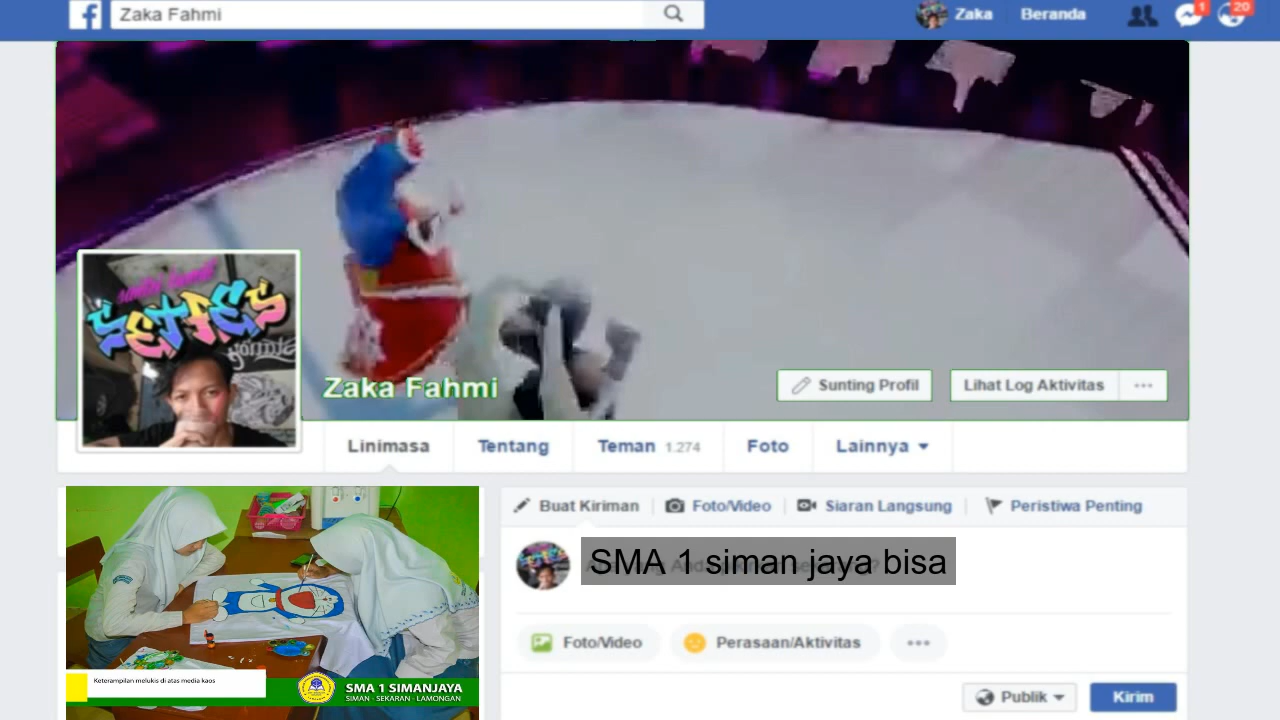 Zaka Fahmi
Zaka
Beranda
1
20
SETFES
Zaka Fahmi
Sunting Profil
Lihat Log Aktivitas
Linimasa
Tentang
Teman 1.274
Foto
Lainnya
Buat Kiriman
Foto/Video
Siaran Langsung
Peristiwa Penting
SMA 1 siman jaya bisa
Foto/Video
Perasaan/Aktivitas
Keterampilan melukis di atas media kaos
SMA 1 SIMANJAYA
SIMAN - SEKARAN - LAMONGAN
Publik
Kirim